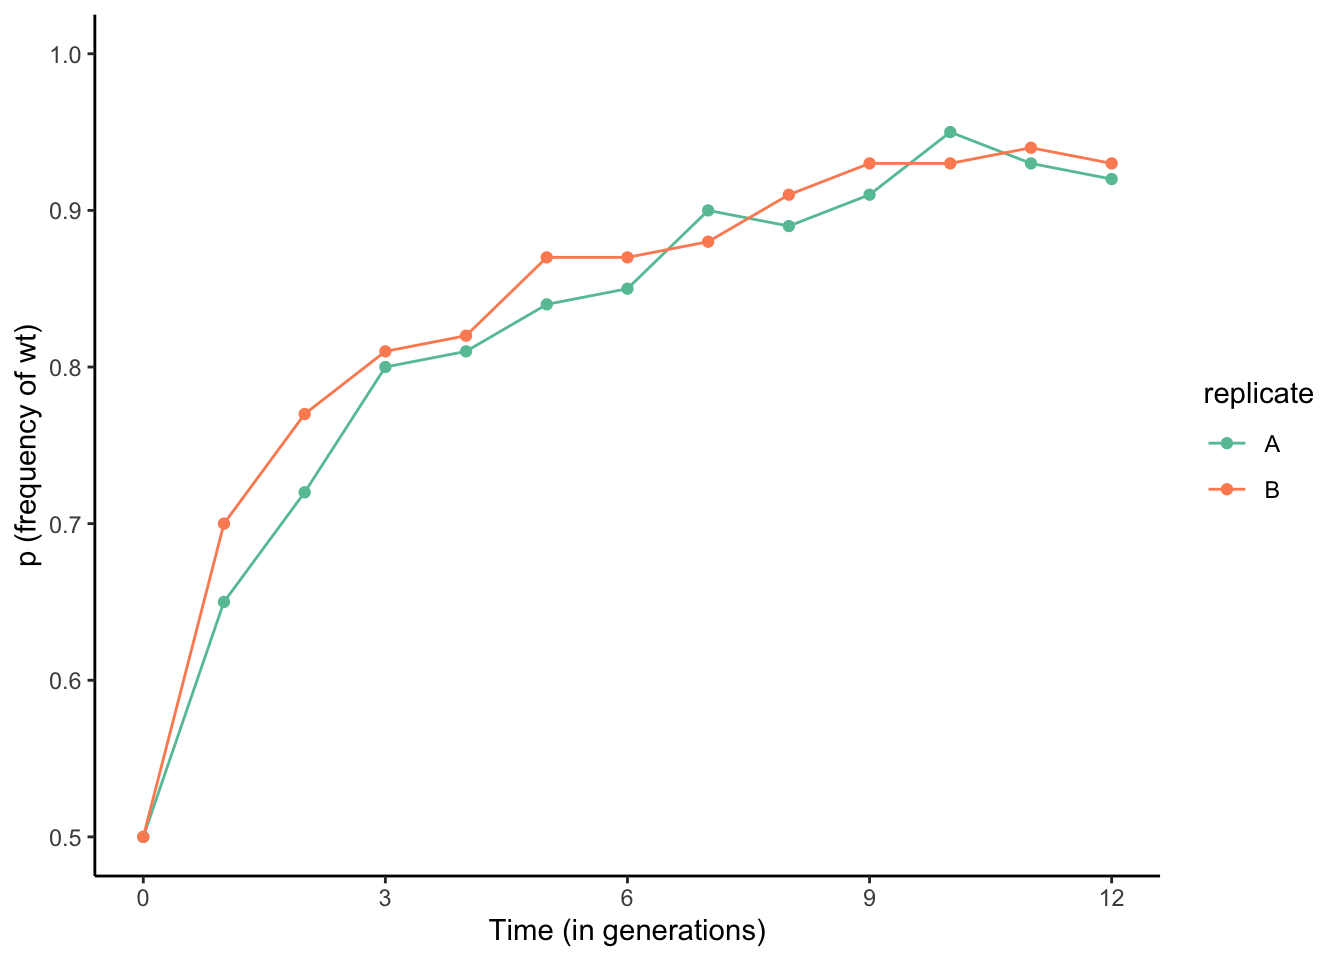 1.0
0.9
0.8
0.7
0.6
0.5
p (frequency of wt)
0 3 6 9 12
Time (in generations)
replicate
A
B